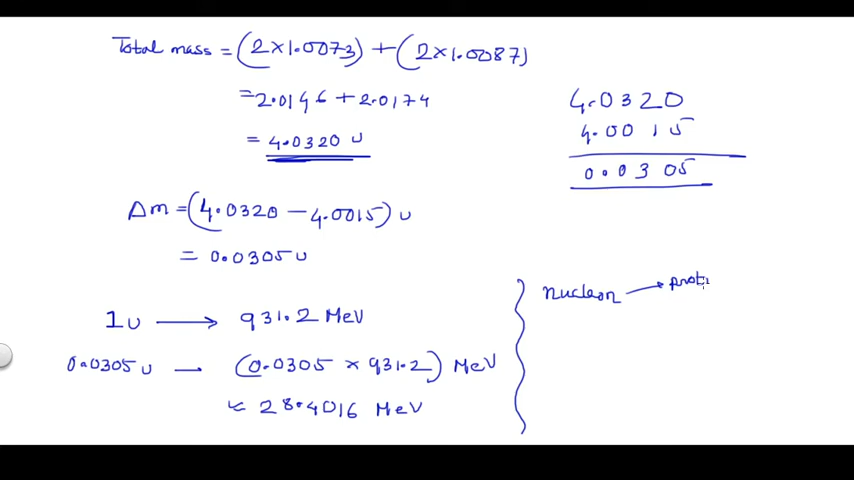 Total mass = (2×1.0073) + (2×1.0087)
= 2.0146 + 2.0174
= 4.0320 u
4.0320
4.0015
0.0305
Δm = (4.0320 – 4.0015) u
= 0.0305 u
nucleon → prot
1u → 931.2 MeV
0.0305 u → (0.0305 × 931.2) MeV
≈ 28.4016 MeV